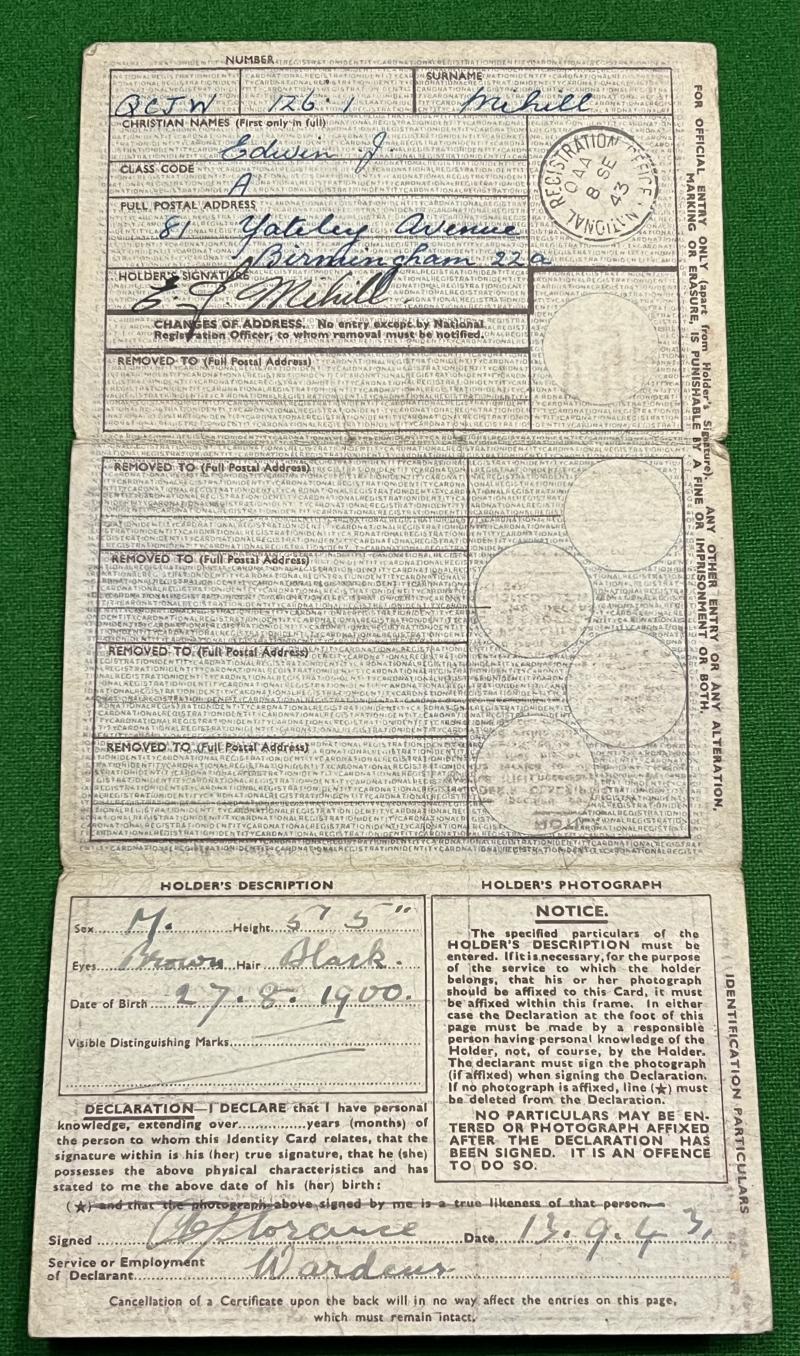 NUMBER
SURNAME
QCJW 126.1 Mihill
CHRISTIAN NAMES (First only in full)
Edwin J
CLASS CODE
A
FULL POSTAL ADDRESS
81 Yateley Avenue
Birmingham 22a
HOLDER'S SIGNATURE
E. J. Mihill.
CHANGES OF ADDRESS. No entry except by National
Registration Officer, to whom removal must be notified.
REMOVED TO (Full Postal Address)
NATIONAL REGISTRATION OFFICE
OAA
8 SE
43
FOR OFFICIAL ENTRY ONLY (apart from Holder's Signature). ANY OTHER ENTRY OR ANY ALTERATION,
MARKING OR ERASURE, IS PUNISHABLE BY A FINE OR IMPRISONMENT OR BOTH.
REMOVED TO (Full Postal Address)
REMOVED TO (Full Postal Address)
REMOVED TO (Full Postal Address)
REMOVED TO (Full Postal Address)
HOLDER'S DESCRIPTION
Sex M. Height 5' 5"
Eyes Brown Hair Black.
Date of Birth 27.8.1900.
Visible Distinguishing Marks
DECLARATION—I DECLARE that I have personal
knowledge, extending over ............ years (months) of
the person to whom this Identity Card relates, that the
signature within is his (her) true signature, that he (she)
possesses the above physical characteristics and has
stated to me the above date of his (her) birth:
(★) and that the photograph above signed by me is a true likeness of that person.
HOLDER'S PHOTOGRAPH
NOTICE.
The specified particulars of the
HOLDER'S DESCRIPTION must be
entered. If it is necessary, for the purpose
of the service to which the holder
belongs, that his or her photograph
should be affixed to this Card, it must
be affixed within this frame. In either
case the Declaration at the foot of this
page must be made by a responsible
person having personal knowledge of the
Holder, not, of course, by the Holder.
The declarant must sign the photograph
(if affixed) when signing the Declaration.
If no photograph is affixed, line (★) must
be deleted from the Declaration.
NO PARTICULARS MAY BE EN-
TERED OR PHOTOGRAPH AFFIXED
AFTER THE DECLARATION HAS
BEEN SIGNED. IT IS AN OFFENCE
TO DO SO.
IDENTIFICATION PARTICULARS
Signed Florance Date 13.9.43.
Service or Employment
of Declarant Wardens
Cancellation of a Certificate upon the back will in no way affect the entries on this page,
which must remain intact.